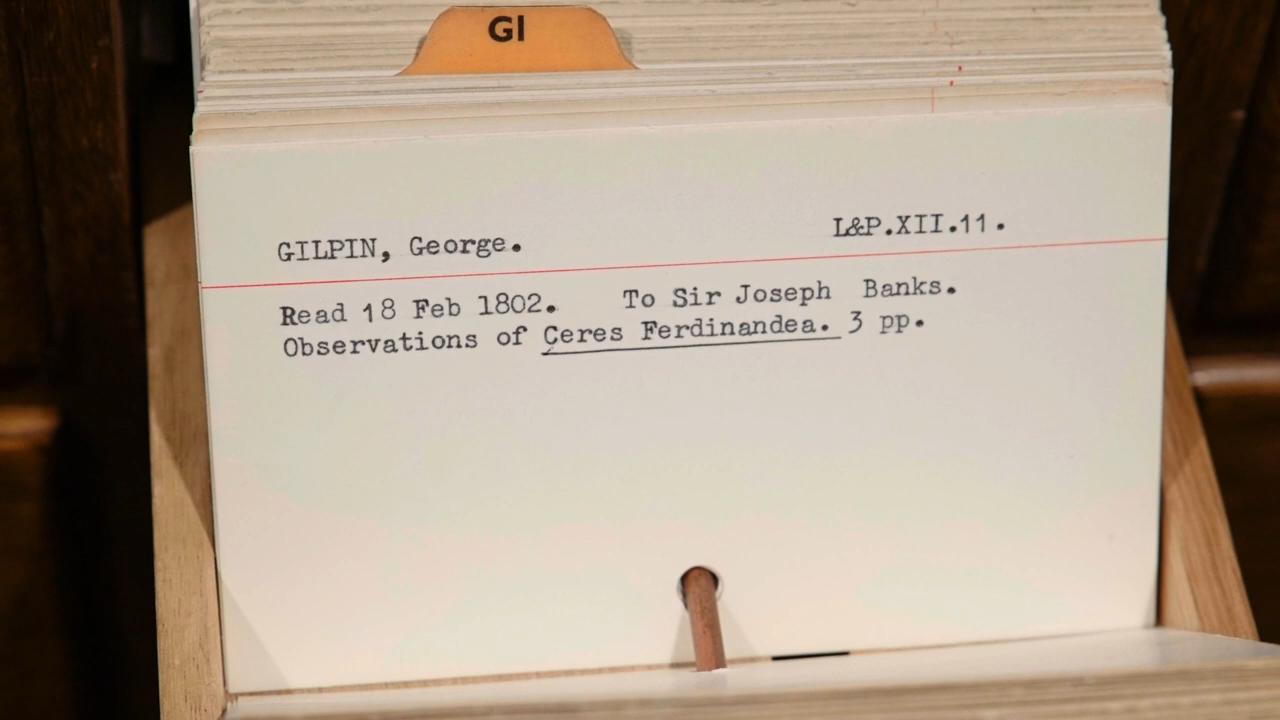 GI
GILPIN, George. L&P.XII.11.
Read 18 Feb 1802. To Sir Joseph Banks.
Observations of Ceres Ferdinandea. 3 pp.